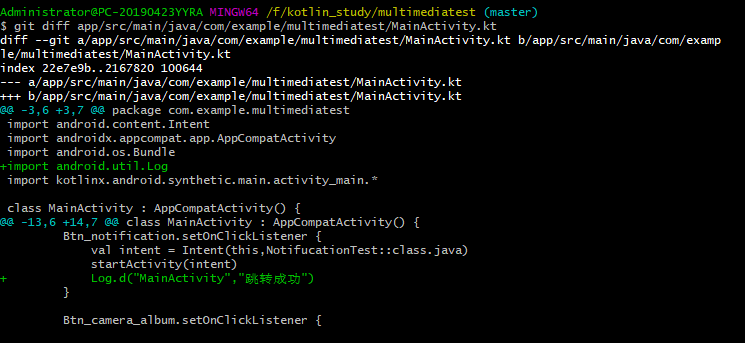 Administrator@PC-20190423YYRA MINGW64 /f/kotlin_study/multimediatest (master)
$ git diff app/src/main/java/com/example/multimediatest/MainActivity.kt
diff --git a/app/src/main/java/com/example/multimediatest/MainActivity.kt b/app/src/main/java/com/examp
le/multimediatest/MainActivity.kt
index 22e7e9b..2167820 100644
--- a/app/src/main/java/com/example/multimediatest/MainActivity.kt
+++ b/app/src/main/java/com/example/multimediatest/MainActivity.kt
@@ -3,6 +3,7 @@ package com.example.multimediatest
 import android.content.Intent
 import androidx.appcompat.app.AppCompatActivity
 import android.os.Bundle
+import android.util.Log
 import kotlinx.android.synthetic.main.activity_main.*
 class MainActivity : AppCompatActivity() {
@@ -13,6 +14,7 @@ class MainActivity : AppCompatActivity() {
         Btn_notification.setOnClickListener {
             val intent = Intent(this,NotifucationTest::class.java)
             startActivity(intent)
+            Log.d("MainActivity","跳转成功")
         }
         Btn_camera_album.setOnClickListener {